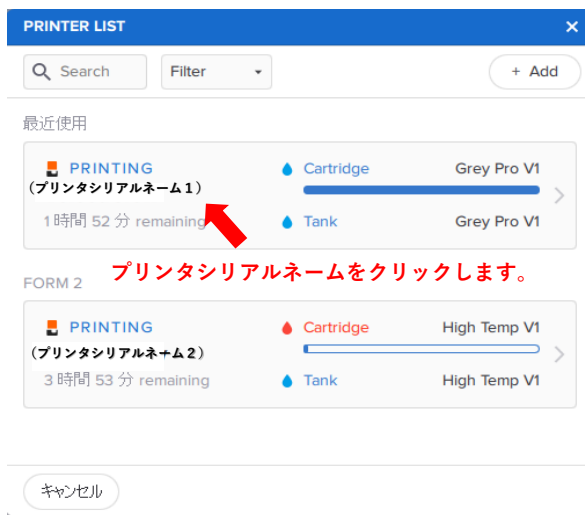 PRINTER LIST ×
Search Filter + Add
最近使用
PRINTING Cartridge Grey Pro V1
(プリンタシリアルネーム1)
1時間 52 分 remaining Tank Grey Pro V1
プリンタシリアルネームをクリックします。
FORM 2
PRINTING Cartridge High Temp V1
(プリンタシリアルネーム2)
3時間 53 分 remaining Tank High Temp V1
キャンセル